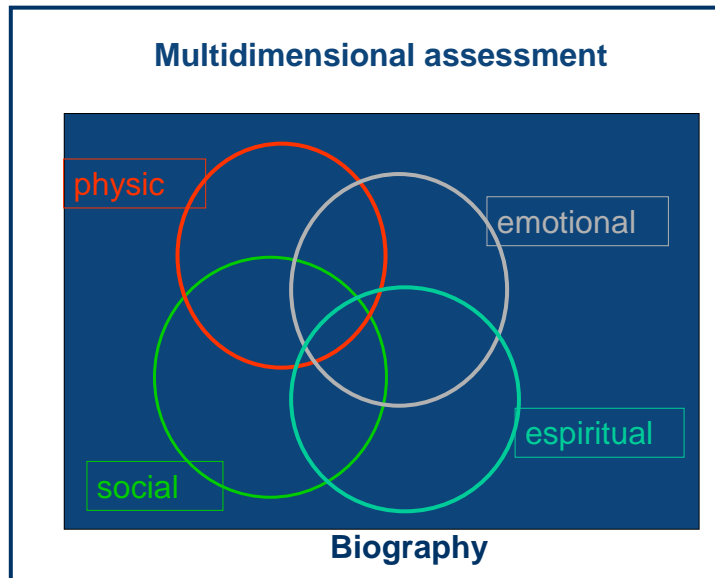 Multidimensional assessment
physic
emotional
espiritual
social
Biography